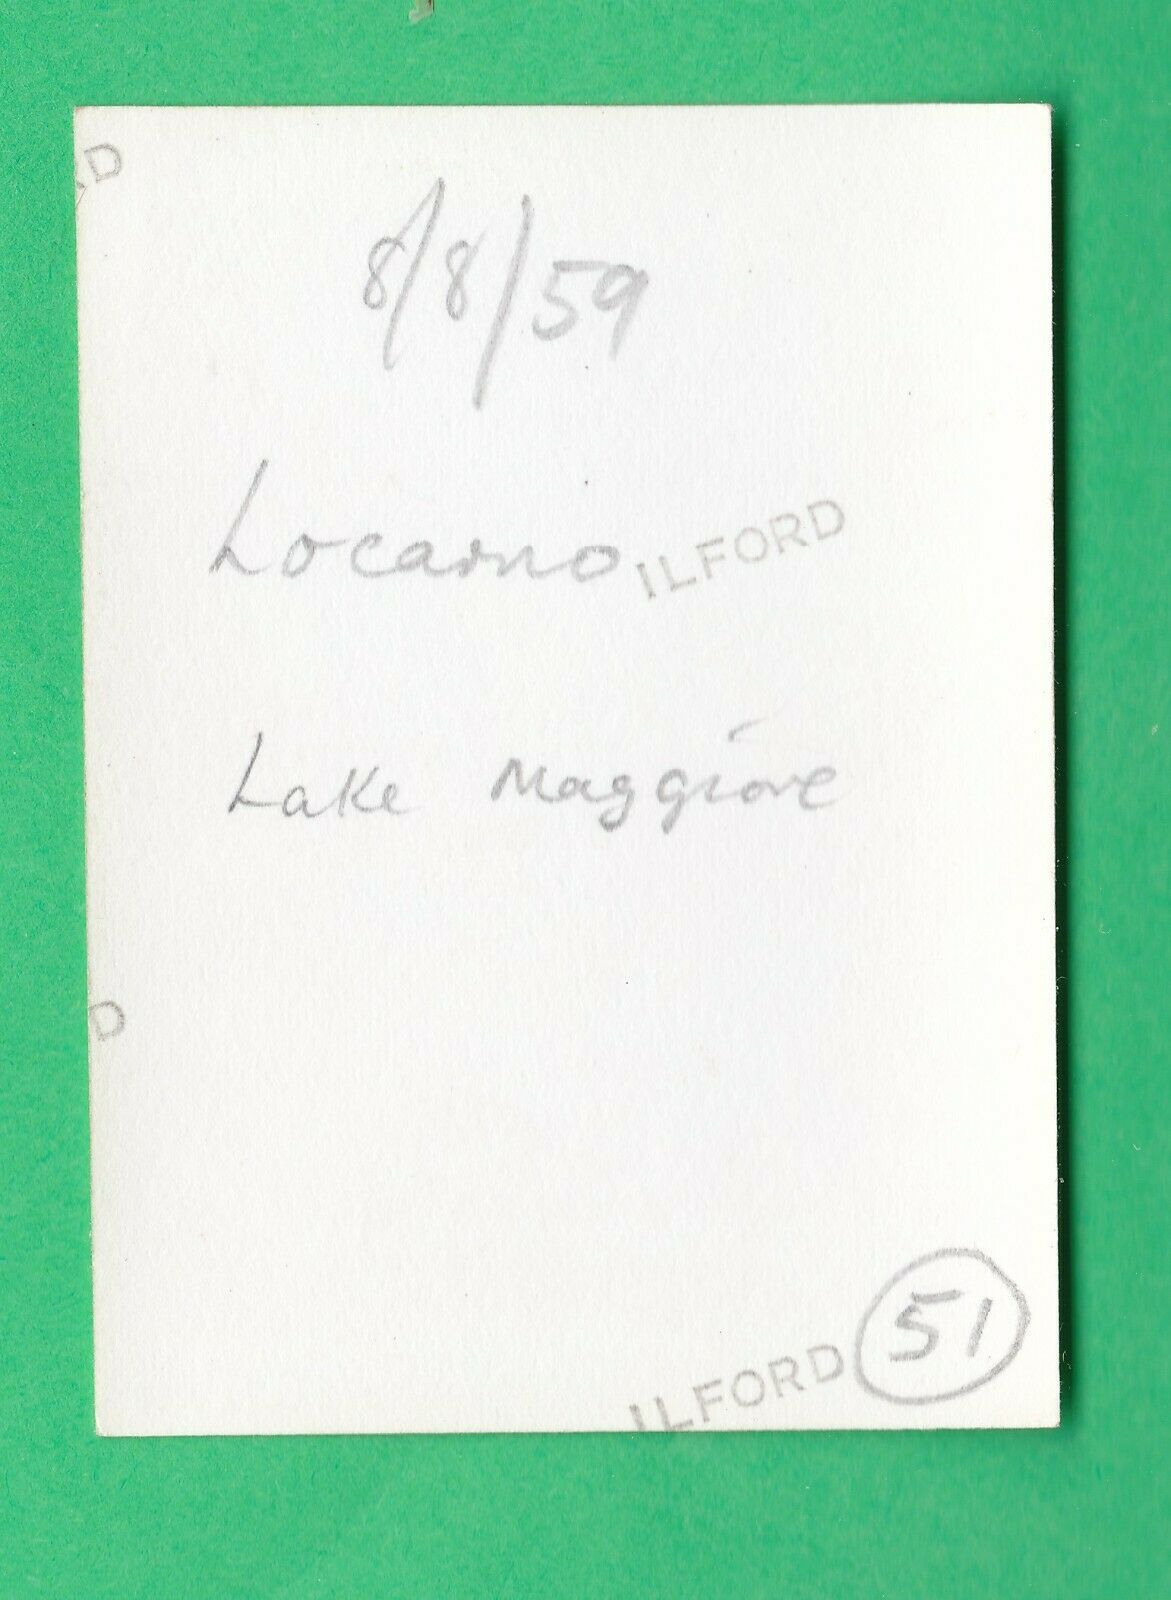 D
8/8/59
Locarno
ILFORD
Lake Maggiore
D
51
ILFORD